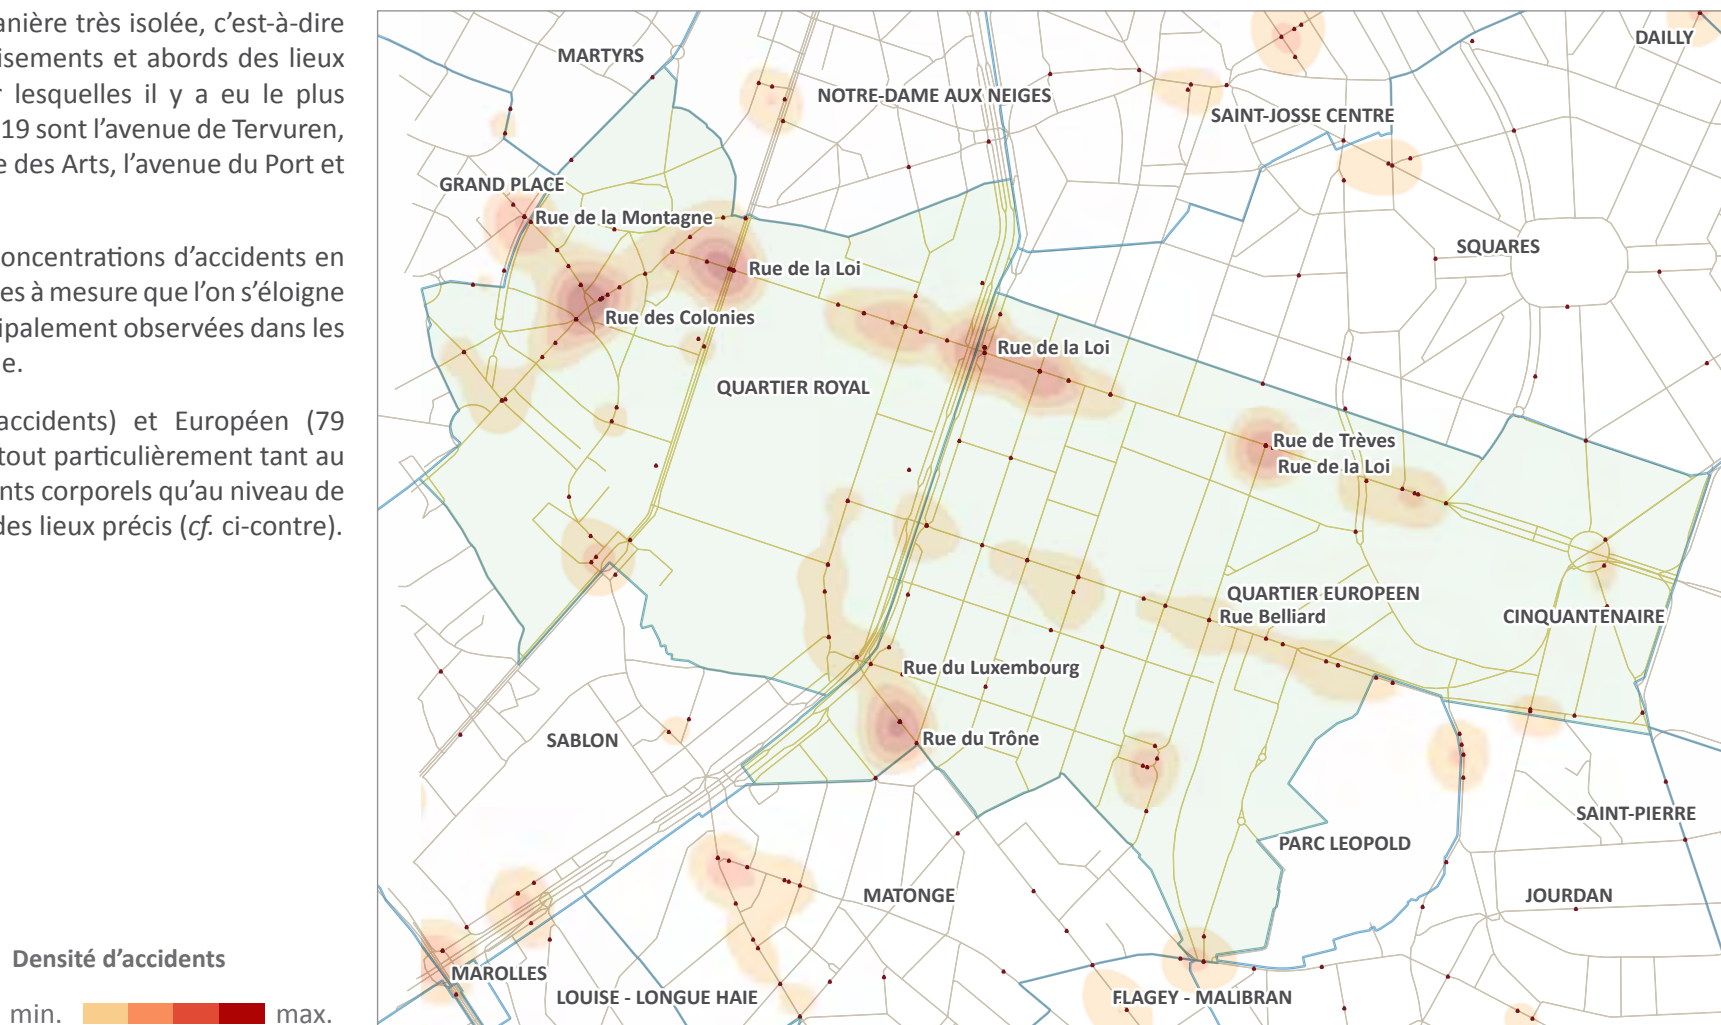 anière très isolée, c’est-à-dire
isements et abords des lieux
r lesquelles il y a eu le plus
19 sont l’avenue de Tervuren,
e des Arts, l’avenue du Port et
concentrations d’accidents en
es à mesure que l’on s’éloigne
cipalement observées dans les
e.
accidents) et Européen (79
tout particulièrement tant au
nts corporels qu’au niveau de
des lieux précis (cf. ci-contre).
Densité d’accidents
min. max.
MARTYRS
DAILLY
NOTRE-DAME AUX NEIGES
SAINT-JOSSE CENTRE
GRAND PLACE
Rue de la Montagne
SQUARES
Rue de la Loi
Rue des Colonies
Rue de la Loi
QUARTIER ROYAL
Rue de Trèves
Rue de la Loi
QUARTIER EUROPEEN
Rue Belliard
CINQUANTENAIRE
Rue du Luxembourg
SABLON
Rue du Trône
SAINT-PIERRE
PARC LEOPOLD
MATONGE
JOURDAN
MAROLLES
LOUISE - LONGUE HAIE
FLAGEY - MALIBRAN